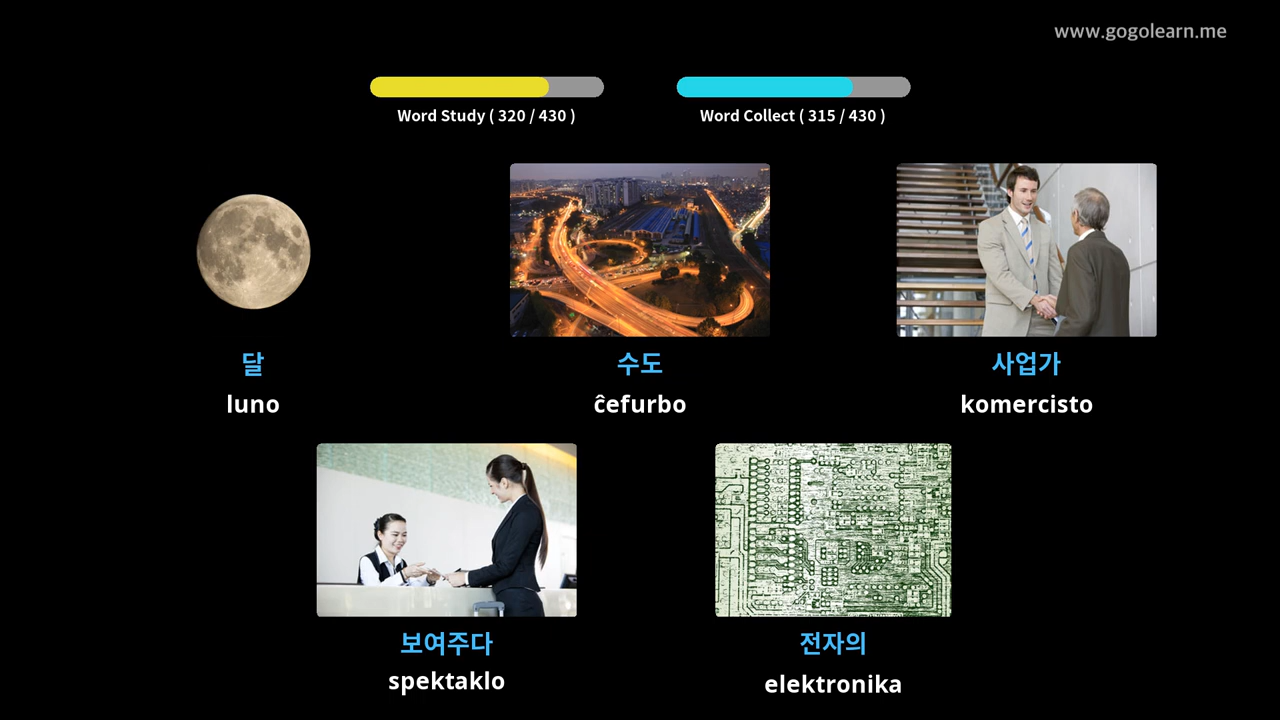 www.gogolearn.me
Word Study ( 320 / 430 )
Word Collect ( 315 / 430 )
달
luno
수도
ĉefurbo
사업가
komercisto
보여주다
spektaklo
전자의
elektronika